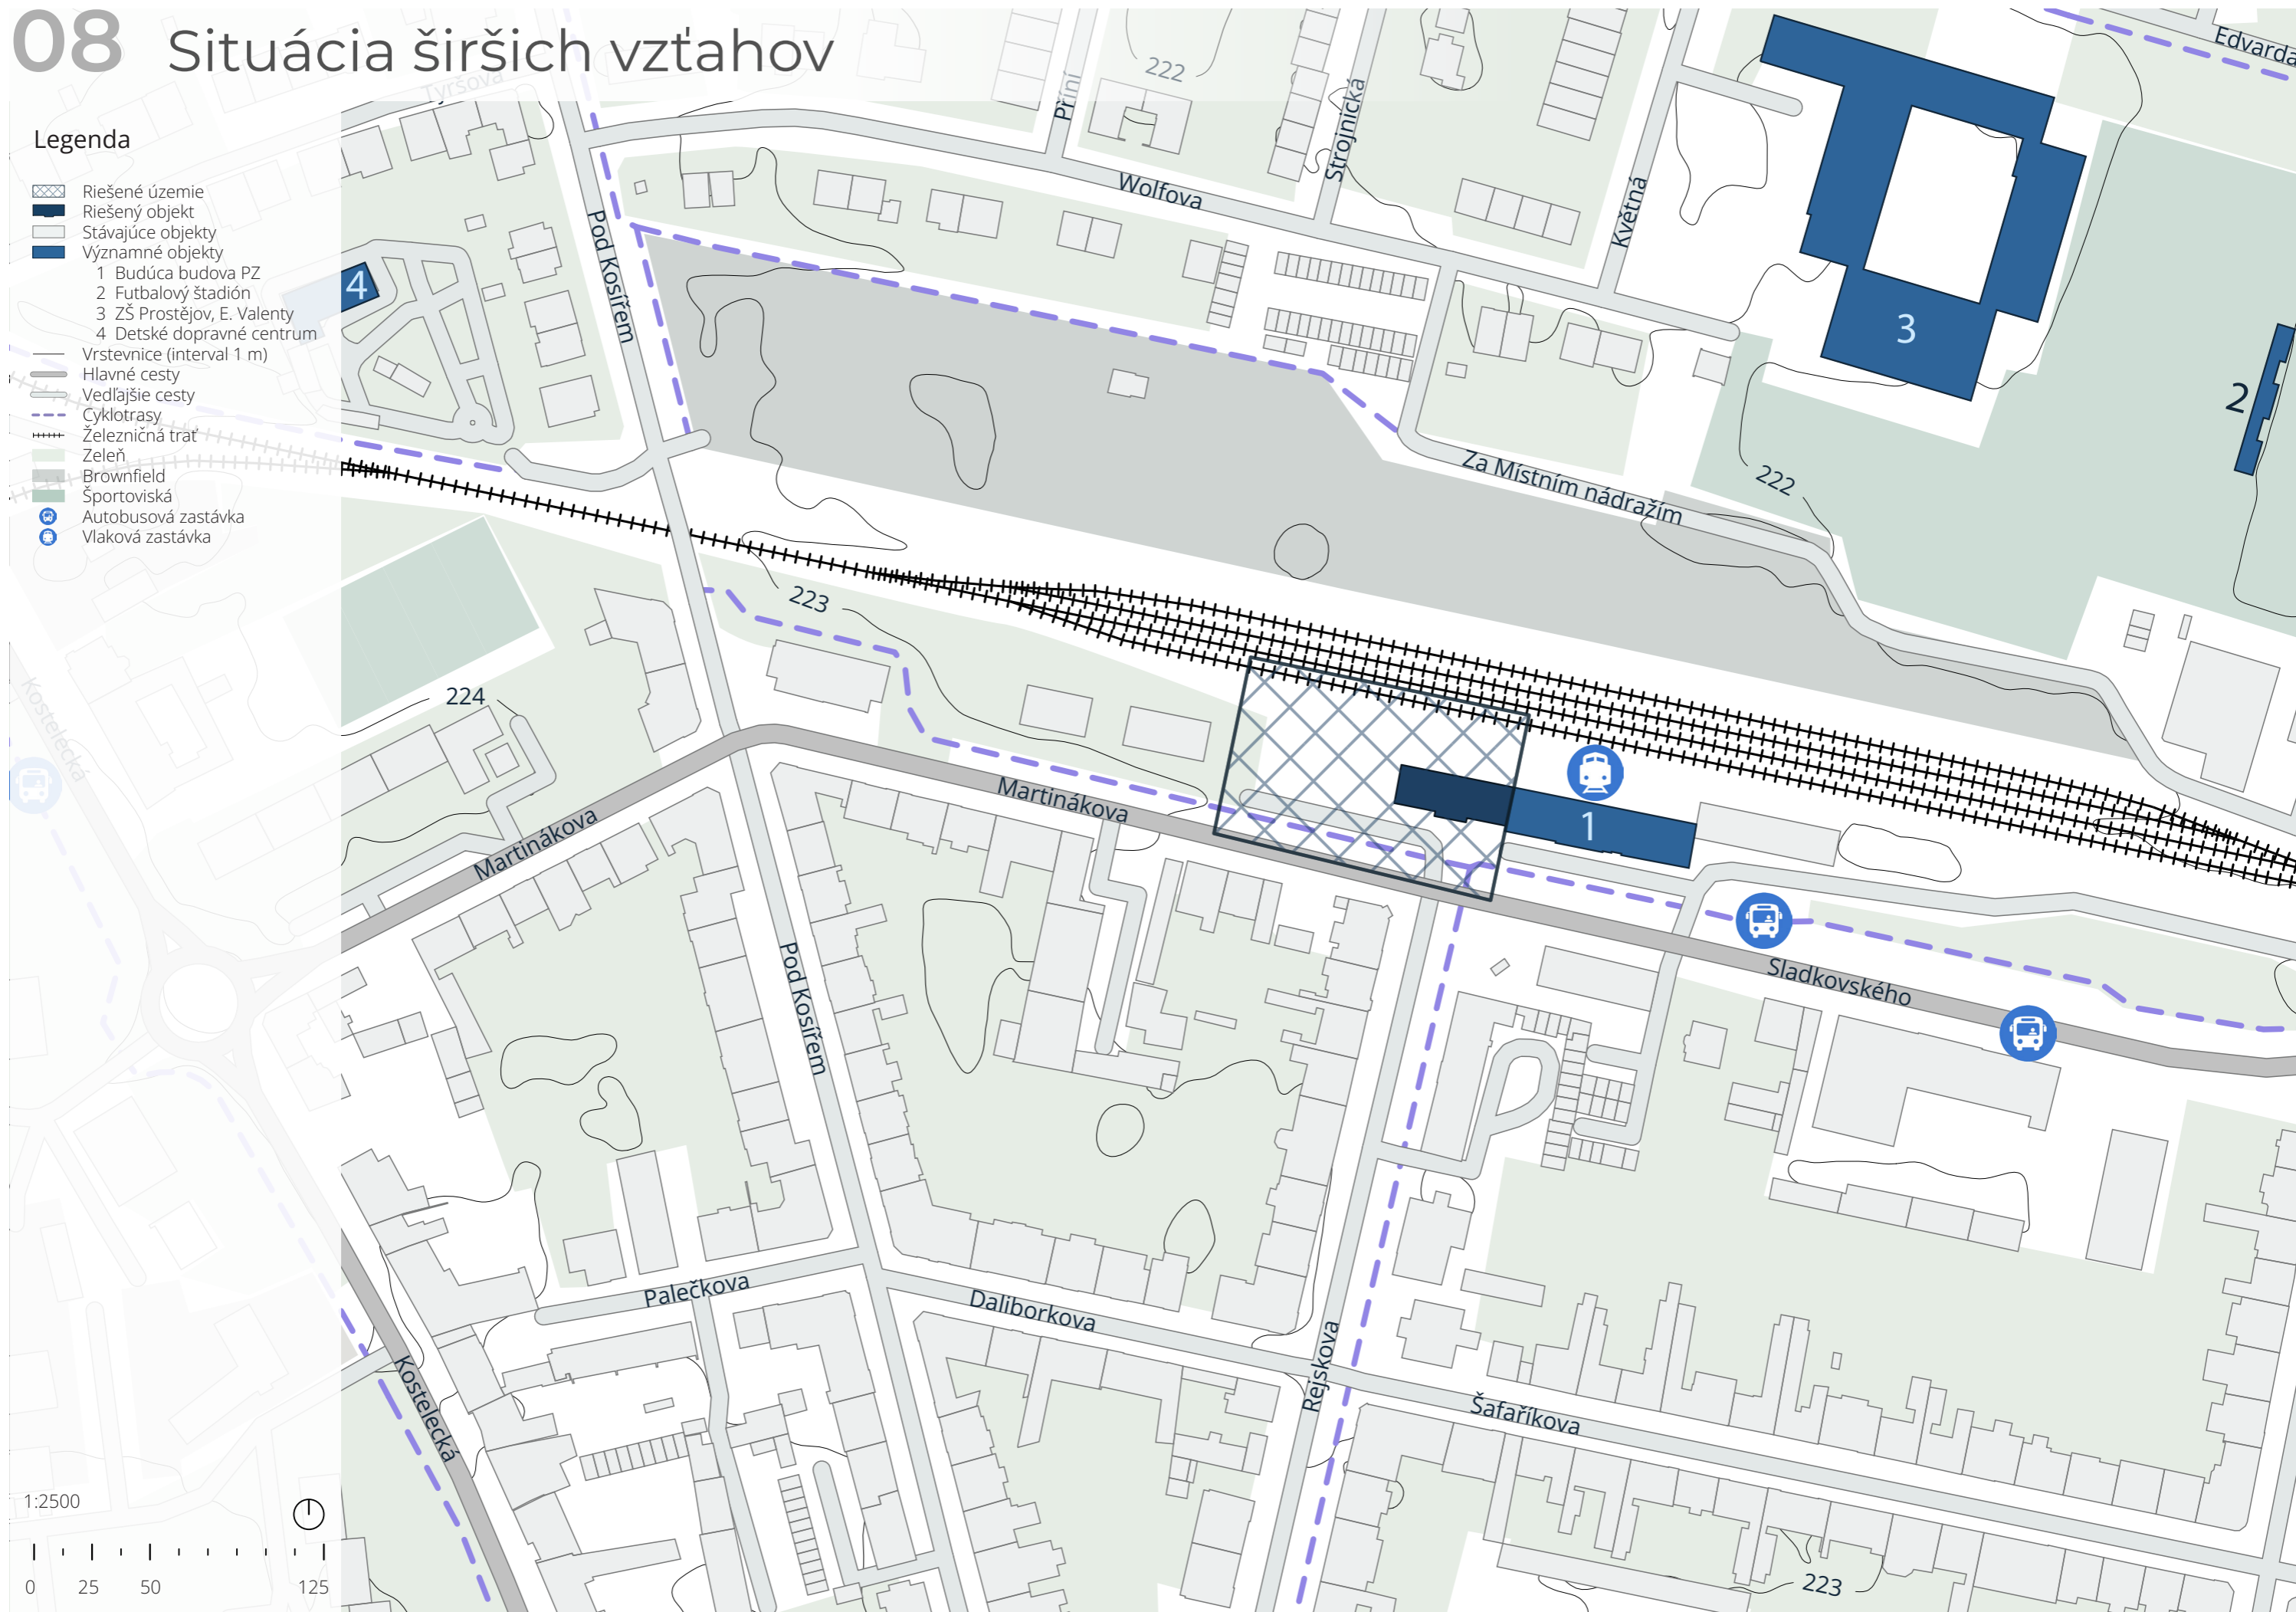 08 Situácia širšich vzťahov
Legenda
Riešené územie
Riešený objekt
Stávajúce objekty
Významné objekty
1 Budúca budova PZ
2 Futbalový štadión
3 ZŠ Prostějov, E. Valenty
4 Detské dopravné centrum
Vrstevnice (interval 1 m)
Hlavné cesty
Vedľajšie cesty
Cyklotrasy
Železničná trať
Zeleň
Brownfield
Športoviská
Autobusová zastávka
Vlaková zastávka
1:2500
0 25 50 125
Tyršova
Příní
222
Strojnická
Edvarda
Wolfova
Květná
Pod Kosířem
4
3
2
Za Místním nádražím
222
223
224
Kostelecká
Martinákova
Martinákova
1
Sladkovského
Pod Kosířem
Palečkova
Daliborkova
Rejskova
Šafaříkova
Kostelecká
223